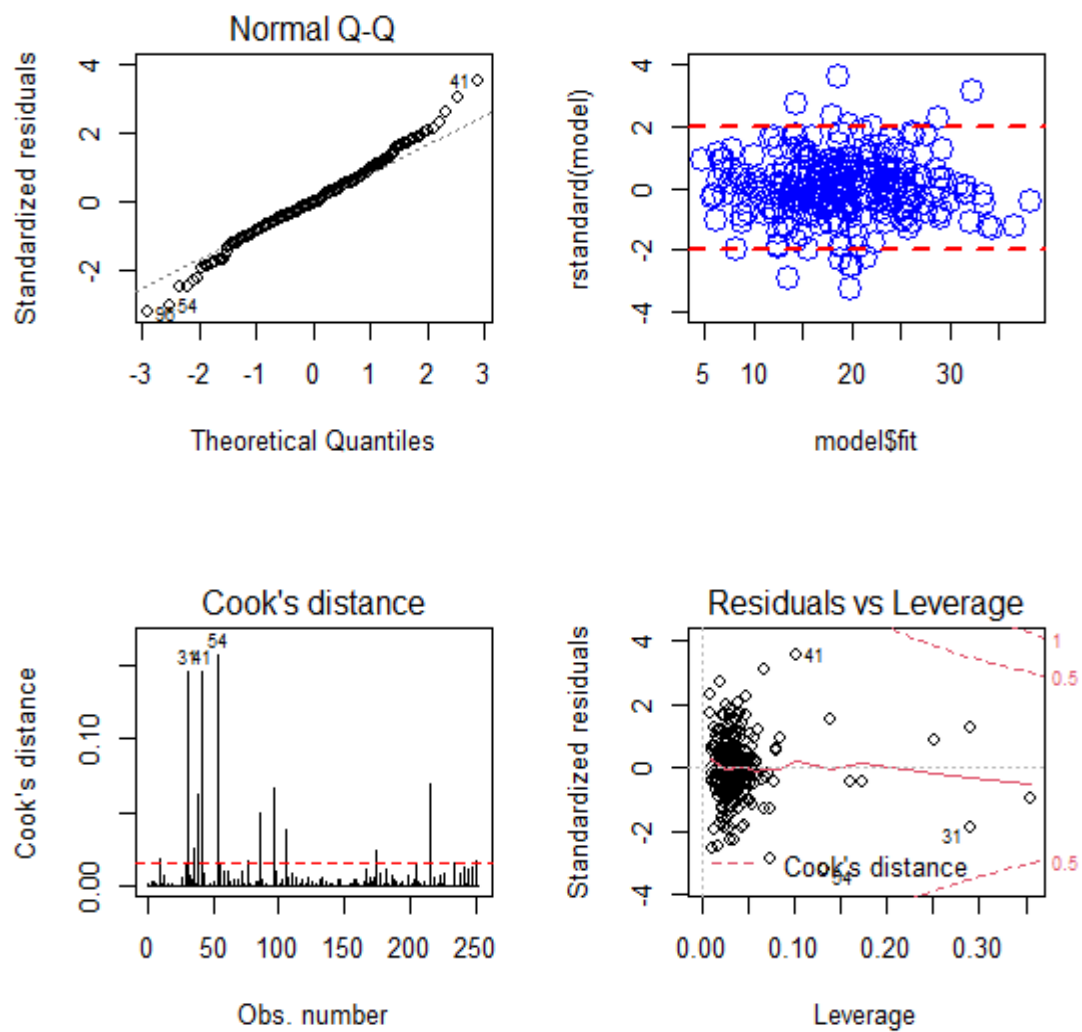 Normal Q-Q
Standardized residuals
4
2
0
-2
41
54
-3 -2 -1 0 1 2 3
Theoretical Quantiles
rstandard(model)
4
2
0
-2
-4
5 10 20 30
model$fit
Cook's distance
Cook's distance
0.10
0.00
31
41
54
0 50 100 150 200 250
Obs. number
Residuals vs Leverage
Standardized residuals
4
2
0
-2
-4
41
31
54
Cook's distance
1
0.5
0.5
0.00 0.10 0.20 0.30
Leverage